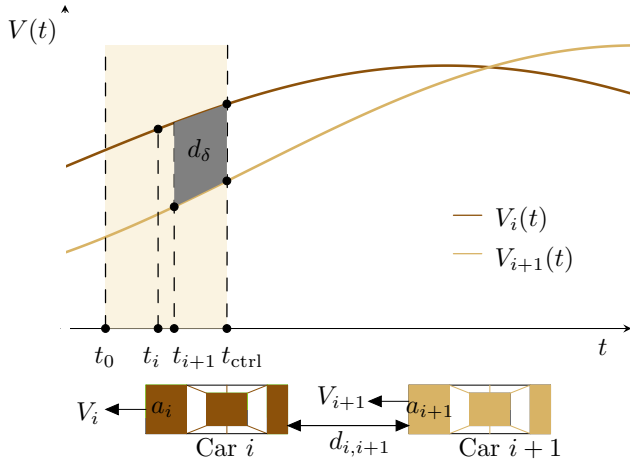 V(t)
d_δ
V_i(t)
V_{i+1}(t)
t_0 t_i t_{i+1} t_ctrl t
V_i a_i V_{i+1} a_{i+1}
Car i d_{i,i+1} Car i + 1